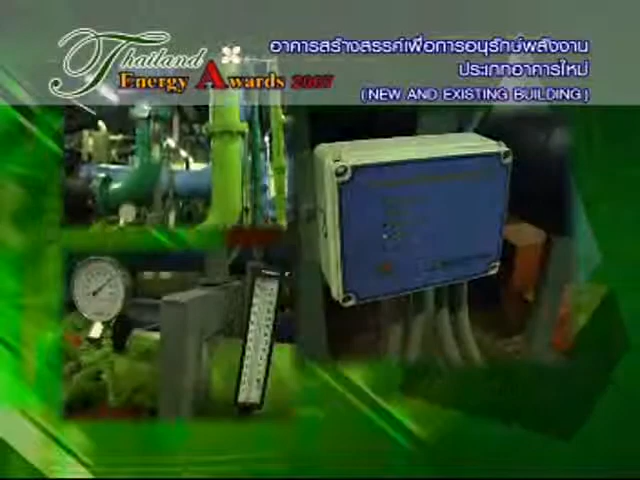 Thailand
Energy Awards 2007
อาคารสร้างสรรค์เพื่อการอนุรักษ์พลังงาน
ประเภทอาคารใหม่
(NEW AND EXISTING BUILDING)